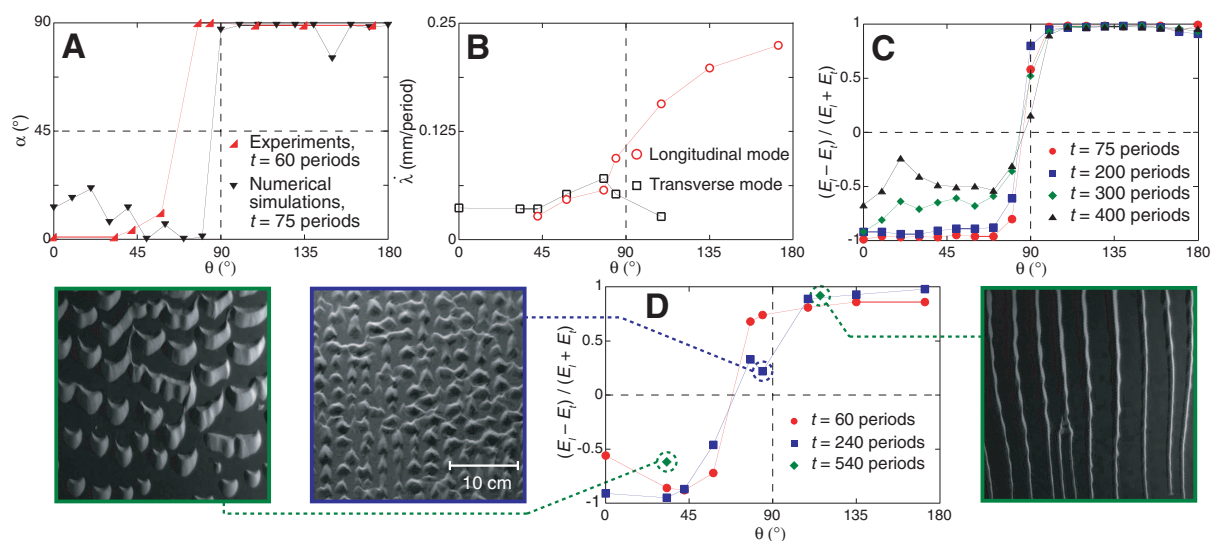 A
α (°)
90
45
0
0 45 90 135 180
θ (°)
Experiments,
t = 60 periods
Numerical
simulations,
t = 75 periods
B
λ̇ (mm/period)
0.25
0.125
0
0 45 90 135 180
θ (°)
Longitudinal mode
Transverse mode
C
(El – Et) / (El + Et)
1
0.5
0
-0.5
-1
0 45 90 135 180
θ (°)
t = 75 periods
t = 200 periods
t = 300 periods
t = 400 periods
10 cm
D
(El – Et) / (El + Et)
1
0.5
0
-0.5
-1
0 45 90 135 180
θ (°)
t = 60 periods
t = 240 periods
t = 540 periods